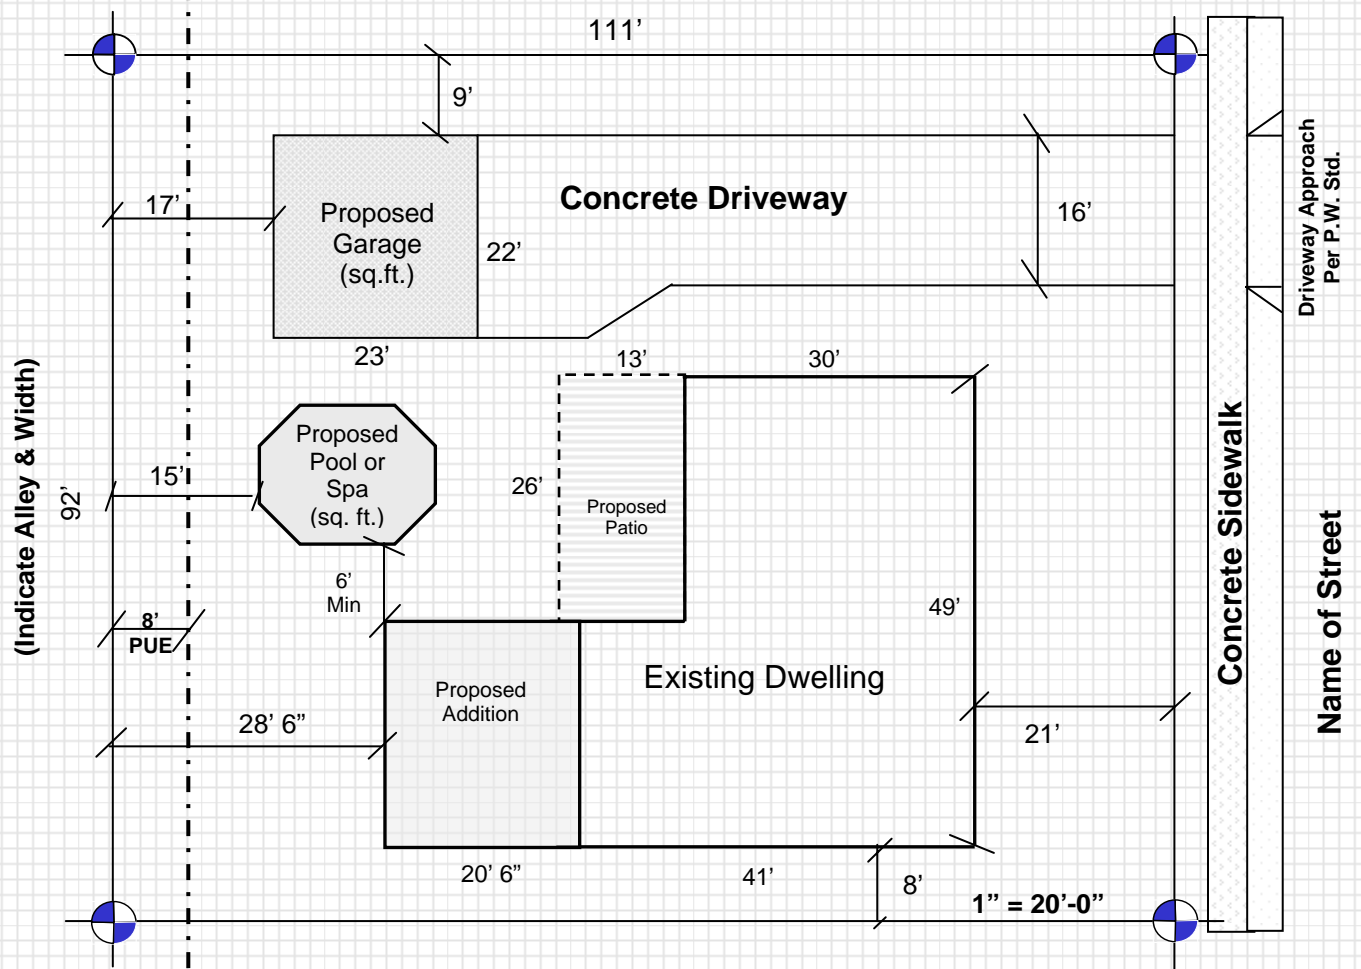 111’
9’
17’
Proposed
Garage
(sq.ft.)
22’
23’
Concrete Driveway
16’
Driveway Approach
Per P.W. Std.
13’
30’
(Indicate Alley & Width)
92’
15’
Proposed
Pool or
Spa
(sq. ft.)
26’
Proposed
Patio
6’
Min
8’
PUE
49’
Concrete Sidewalk
Name of Street
Proposed
Addition
Existing Dwelling
28’ 6”
21’
20’ 6”
41’
8’
1” = 20’-0”